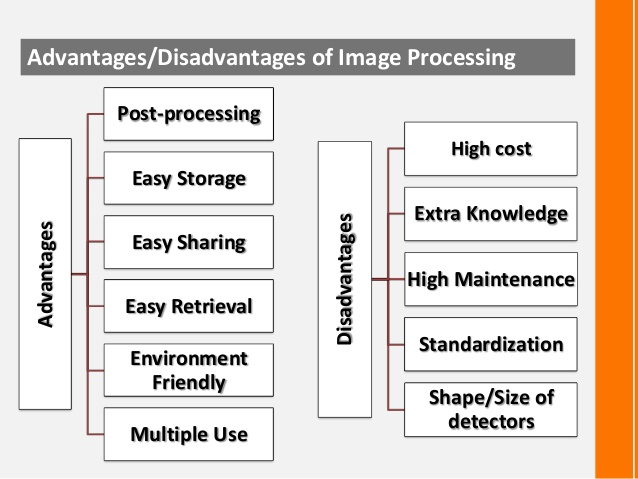 Advantages/Disadvantages of Image Processing
Advantages
Post-processing
Easy Storage
Easy Sharing
Easy Retrieval
Environment
Friendly
Multiple Use
Disadvantages
High cost
Extra Knowledge
High Maintenance
Standardization
Shape/Size of
detectors